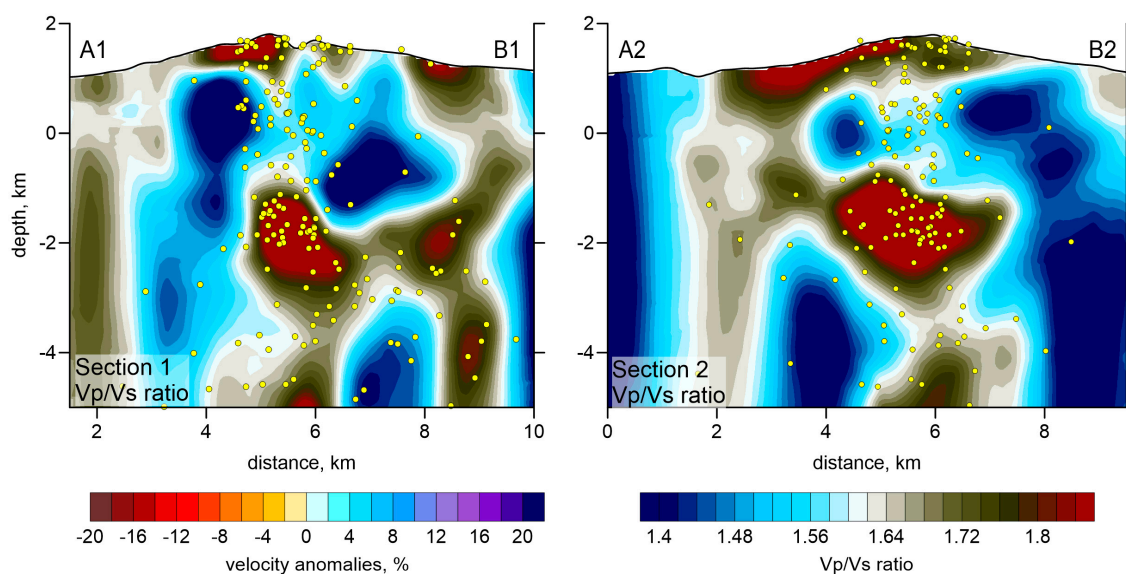 2
0
-2
-4
depth, km
A1
B1
Section 1
Vp/Vs ratio
2 4 6 8 10
distance, km
2
0
-2
-4
A2
B2
Section 2
Vp/Vs ratio
0 2 4 6 8
distance, km
-20 -16 -12 -8 -4 0 4 8 12 16 20
velocity anomalies, %
1.4 1.48 1.56 1.64 1.72 1.8
Vp/Vs ratio